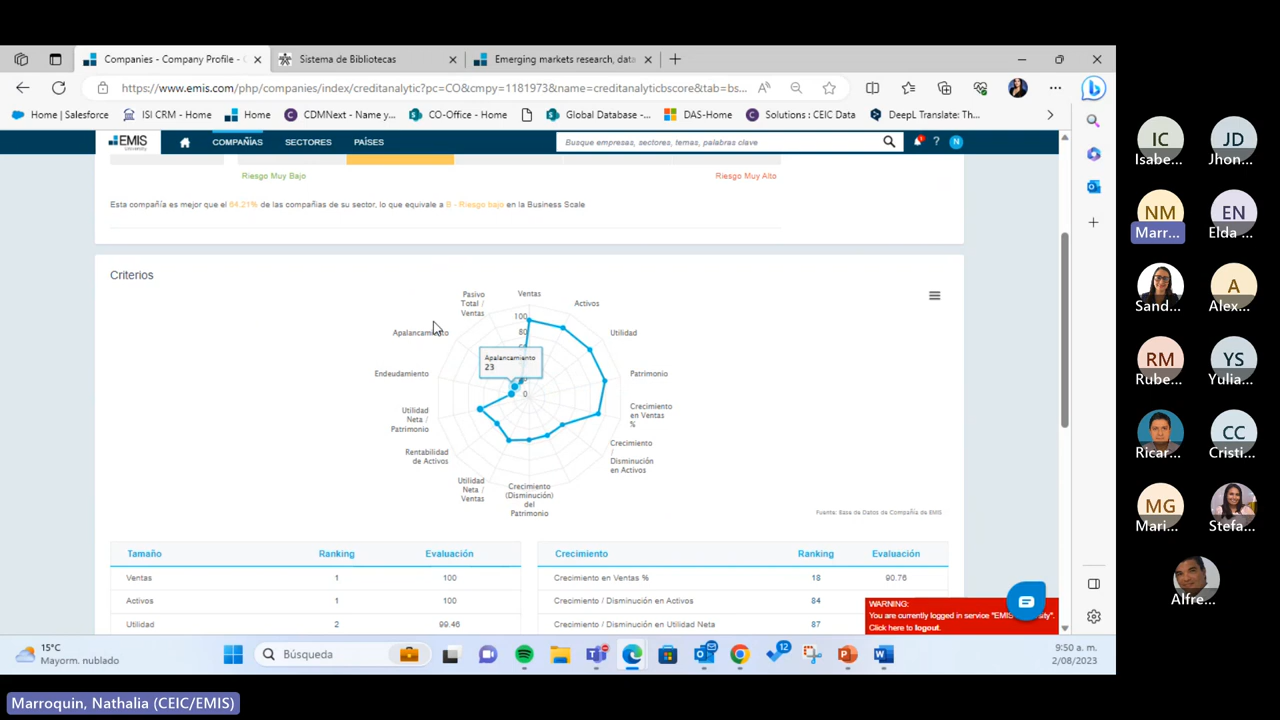 Companies - Company Profile -
Sistema de Bibliotecas
Emerging markets research, data
https://www.emis.com/php/companies/index/creditanalytic?pc=CO&cmpy=1181973&name=creditanalyticbscore&tab=bs...
Home | Salesforce
ISI CRM - Home
Home
CDMNext - Name y...
CO-Office - Home
Global Database -...
DAS-Home
Solutions : CEIC Data
DeepL Translate: Th...
EMIS
University
COMPAÑÍAS
SECTORES
PAÍSES
Busque empresas, sectores, temas, palabras clave
N
Riesgo Muy Bajo
Riesgo Muy Alto
Esta compañía es mejor que el 64.21% de las compañías de su sector, lo que equivale a B - Riesgo bajo en la Business Scale
Criterios
Ventas
Activos
Utilidad
Patrimonio
Crecimiento
en Ventas
%
Crecimiento
/
Disminución
en Activos
Crecimiento
(Disminución)
del
Patrimonio
Utilidad
Neta /
Ventas
Rentabilidad
de Activos
Utilidad
Neta /
Patrimonio
Endeudamiento
Apalancamiento
Pasivo
Total /
Ventas
100
80
0
Apalancamiento
23
Fuente: Base de Datos de Compañía de EMIS
Tamaño Ranking Evaluación
Ventas 1 100
Activos 1 100
Utilidad 2 99.46
Crecimiento Ranking Evaluación
Crecimiento en Ventas % 18 90.76
Crecimiento / Disminución en Activos 84
Crecimiento / Disminución en Utilidad Neta 87
WARNING:
You are currently logged in service "EMIS
Click here to logout.
15°C
Mayorm. nublado
Búsqueda
12
9:50 a. m.
2/08/2023
IC
Isabe...
JD
Jhon...
NM
Marr...
EN
Elda ...
Sand...
A
Alex...
RM
Rube...
YS
Yulia...
Ricar...
CC
Cristi...
MG
Mari...
Stefa...
Alfre...
Marroquin, Nathalia (CEIC/EMIS)